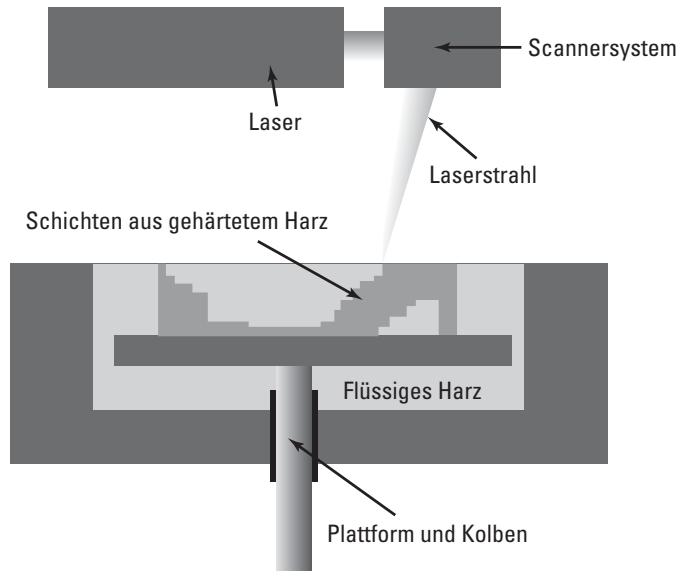 Scannersystem
Laser
Laserstrahl
Schichten aus gehärtetem Harz
Flüssiges Harz
Plattform und Kolben